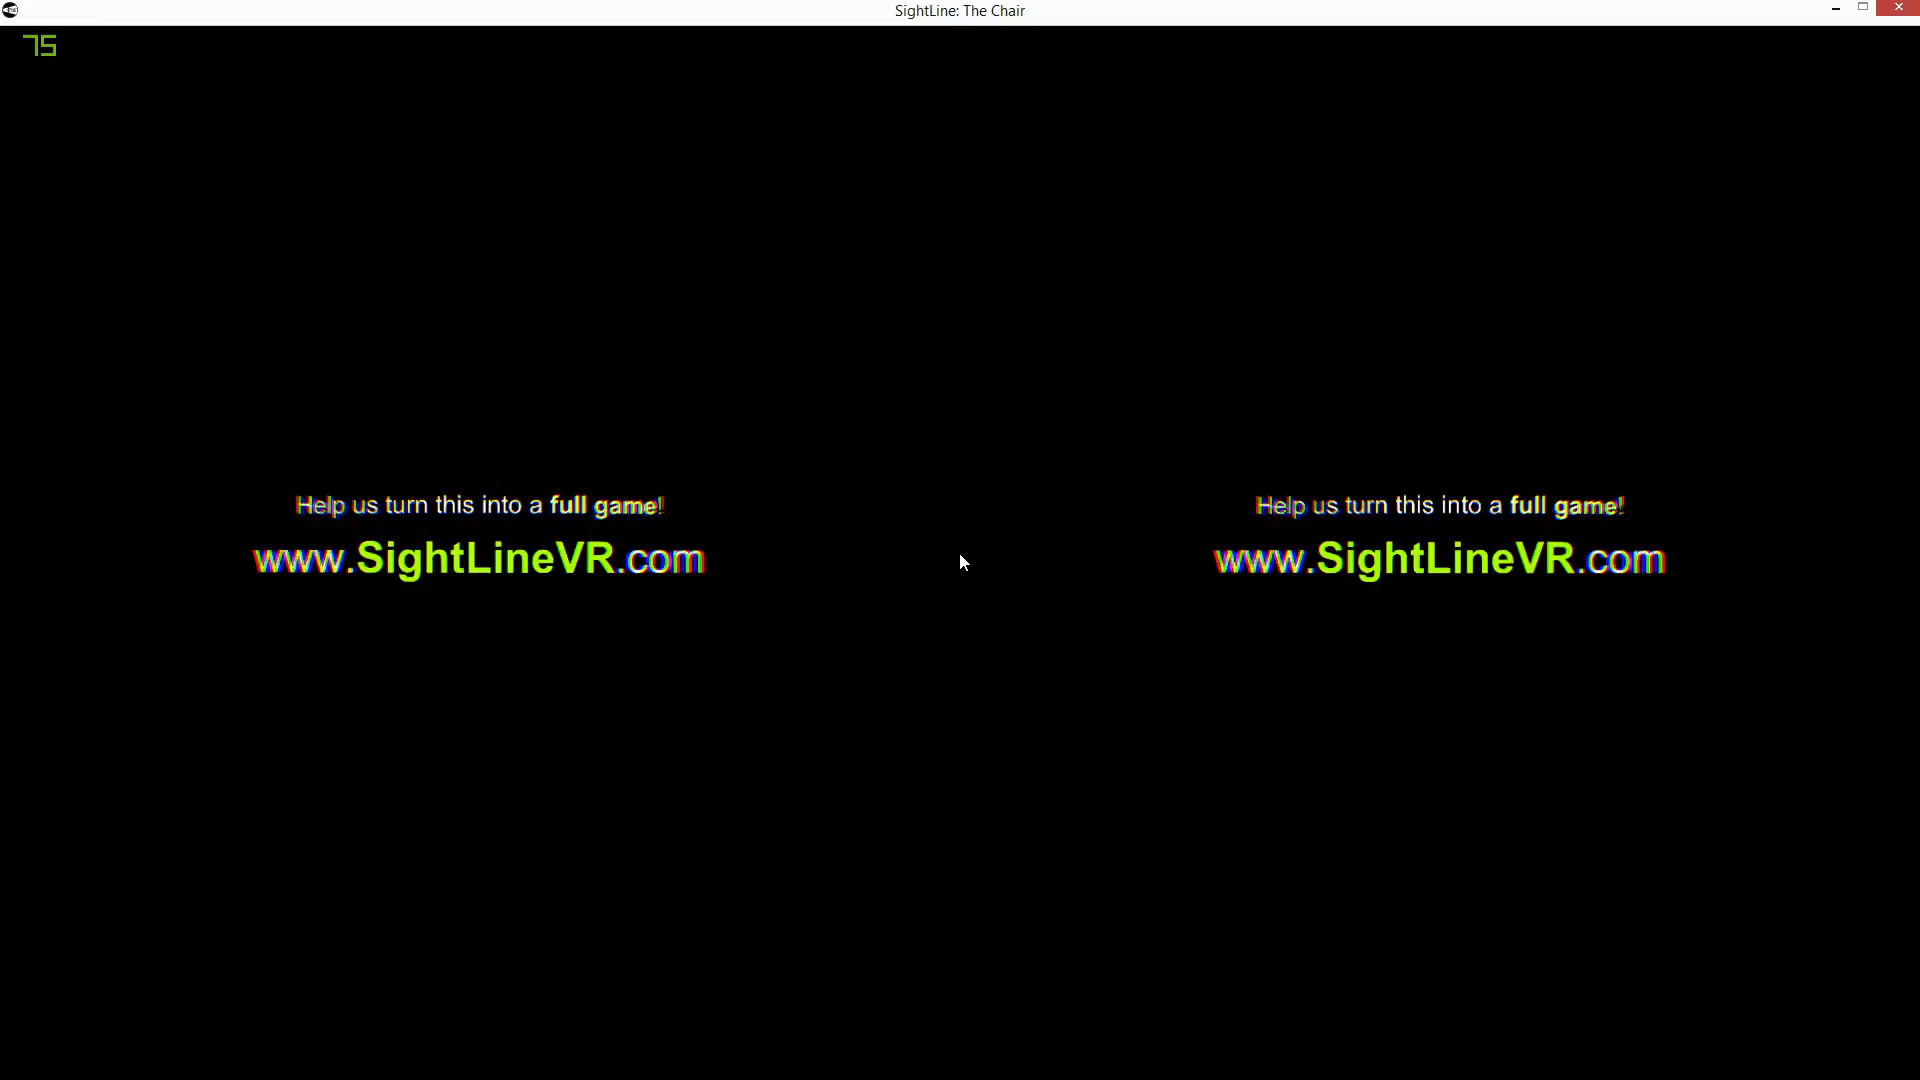 SightLine: The Chair
75
Help us turn this into a full game!
www.SightLineVR.com
Help us turn this into a full game!
www.SightLineVR.com